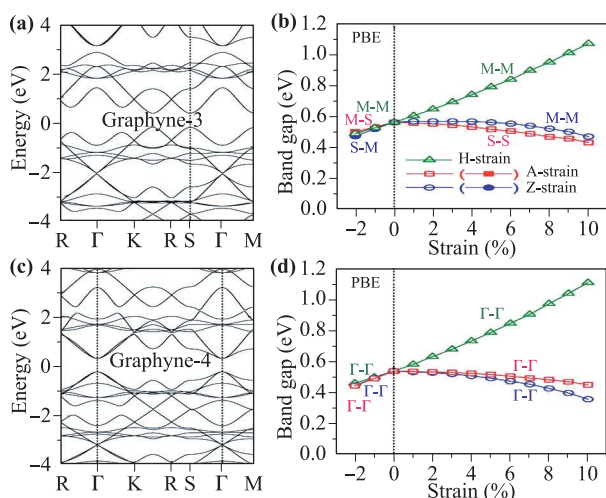 (a)
4
2
0
−2
−4
Energy (eV)
Graphyne-3
R Γ K R S Γ M
(b)
PBE
1.2
1.0
0.8
0.6
0.4
0.2
0.0
Band gap (eV)
M-M
M-M
M-S
S-M
M-M
S-S
H-strain
( ) A-strain
( ) Z-strain
−2 0 2 4 6 8 10
Strain (%)
(c)
4
2
0
−2
−4
Energy (eV)
Graphyne-4
R Γ K R S Γ M
(d)
PBE
1.2
1.0
0.8
0.6
0.4
0.2
0.0
Band gap (eV)
Γ-Γ
Γ-Γ
Γ-Γ
Γ-Γ
Γ-Γ
Γ-Γ
−2 0 2 4 6 8 10
Strain (%)